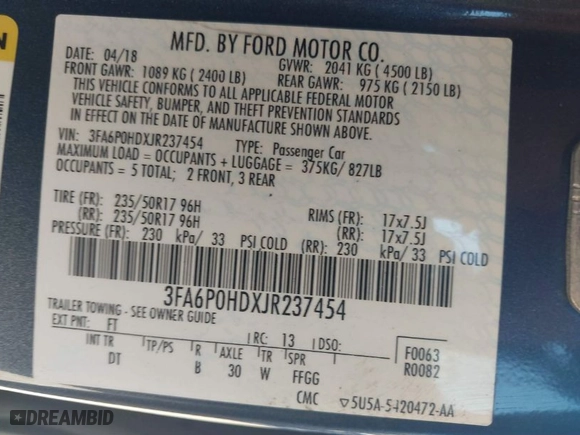 MFD. BY FORD MOTOR CO.
DATE: 04/18 GVWR: 2041 KG ( 4500 LB)
FRONT GAWR: 1089 KG ( 2400 LB) REAR GAWR: 975 KG ( 2150 LB)
THIS VEHICLE CONFORMS TO ALL APPLICABLE FEDERAL MOTOR
VEHICLE SAFETY, BUMPER, AND THEFT PREVENTION STANDARDS
IN EFFECT ON THE DATE OF MANUFACTURE SHOWN ABOVE.
VIN: 3FA6P0HDXJR237454 TYPE: Passenger Car
MAXIMUM LOAD = OCCUPANTS + LUGGAGE = 375KG/ 827LB
OCCUPANTS = 5 TOTAL; 2 FRONT, 3 REAR
TIRE (FR): 235/50R17 96H RIMS (FR): 17x7.5J
(RR): 235/50R17 96H (RR): 17x7.5J
PRESSURE (FR): 230 kPa/ 33 PSI COLD (RR): 230 kPa/ 33 PSI COLD
3FA6P0HDXJR237454
TRAILER TOWING - SEE OWNER GUIDE
EXT PNT: FT RC: 13 DSO: F0063
INT TR TP/PS R AXLE TR SPR R0082
DT B 30 W FFGG
CMC ▽5U5A-5420472-AA
DREAMBID